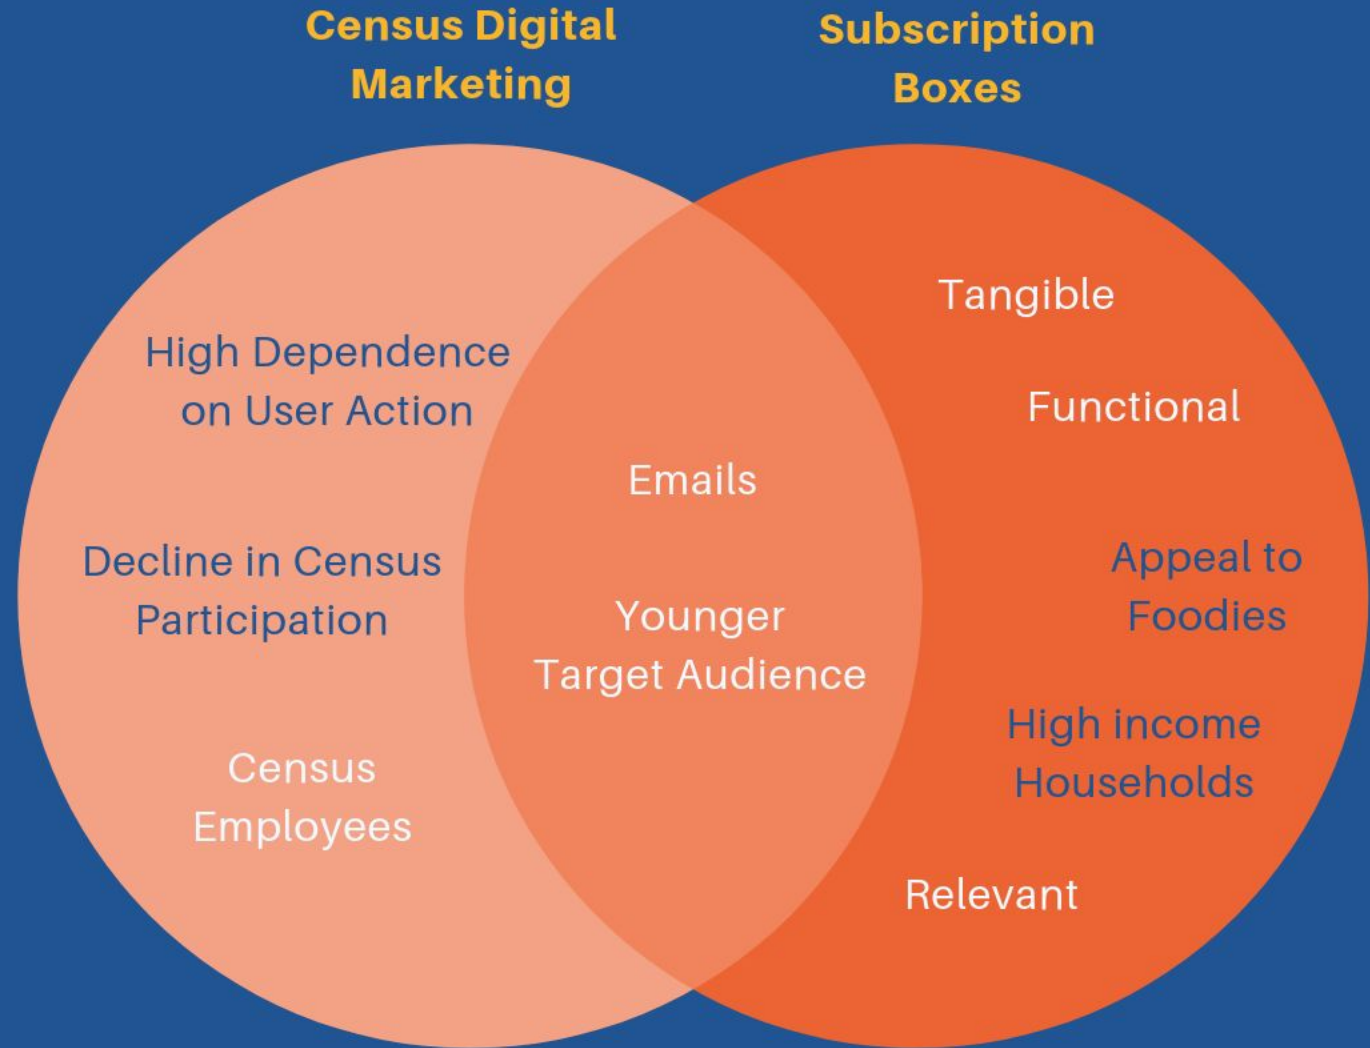 Census Digital
Marketing
Subscription
Boxes
High Dependence
on User Action
Decline in Census
Participation
Census
Employees
Emails
Younger
Target Audience
Tangible
Functional
Appeal to
Foodies
High income
Households
Relevant